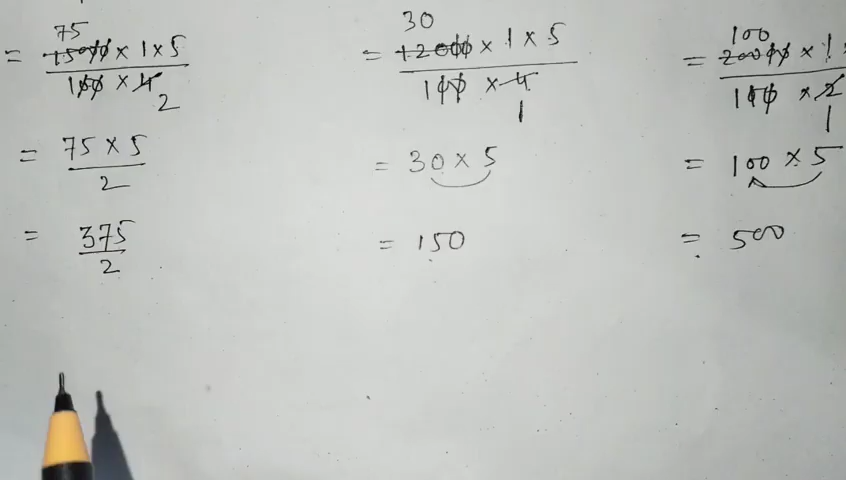 75 30 100
= 15000 × 1 × 5 = 12000 × 1 × 5 = 20000 × 1
100 × 4 100 × 4 100 × 2
2 1 1
= 75 × 5 = 30 × 5 = 100 × 5
2
= 375 = 150 = 500
2